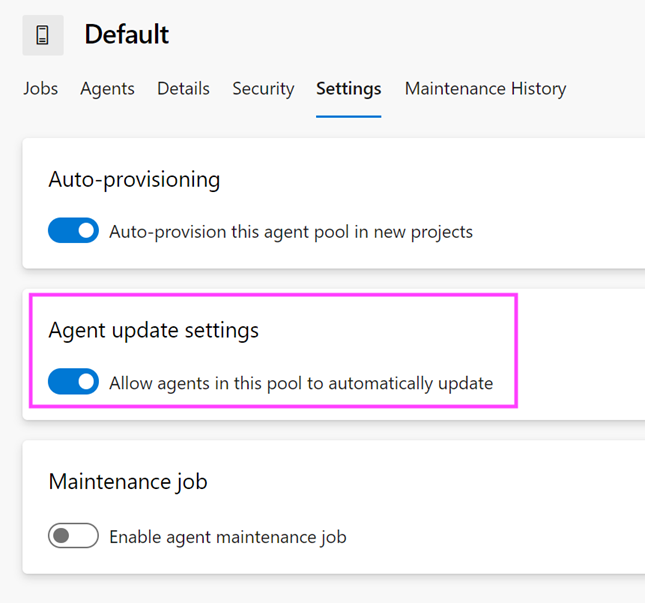 Default
Jobs Agents Details Security Settings Maintenance History
Auto-provisioning
Auto-provision this agent pool in new projects
Agent update settings
Allow agents in this pool to automatically update
Maintenance job
Enable agent maintenance job